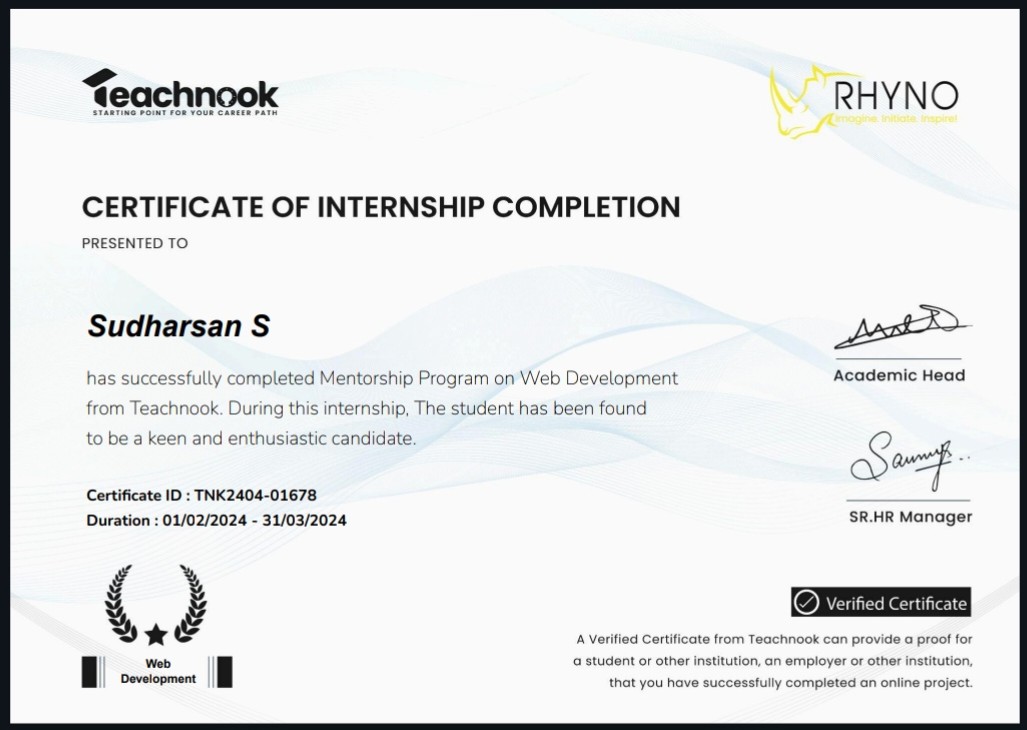 Teachnook
STARTING POINT FOR YOUR CAREER PATH
RHYNO
Imagine. Initiate. Inspire!
CERTIFICATE OF INTERNSHIP COMPLETION
PRESENTED TO
Sudharsan S
has successfully completed Mentorship Program on Web Development
from Teachnook. During this internship, The student has been found
to be a keen and enthusiastic candidate.
Academic Head
Certificate ID : TNK2404-01678
Duration : 01/02/2024 - 31/03/2024
SR.HR Manager
Web
Development
Verified Certificate
A Verified Certificate from Teachnook can provide a proof for
a student or other institution, an employer or other institution,
that you have successfully completed an online project.